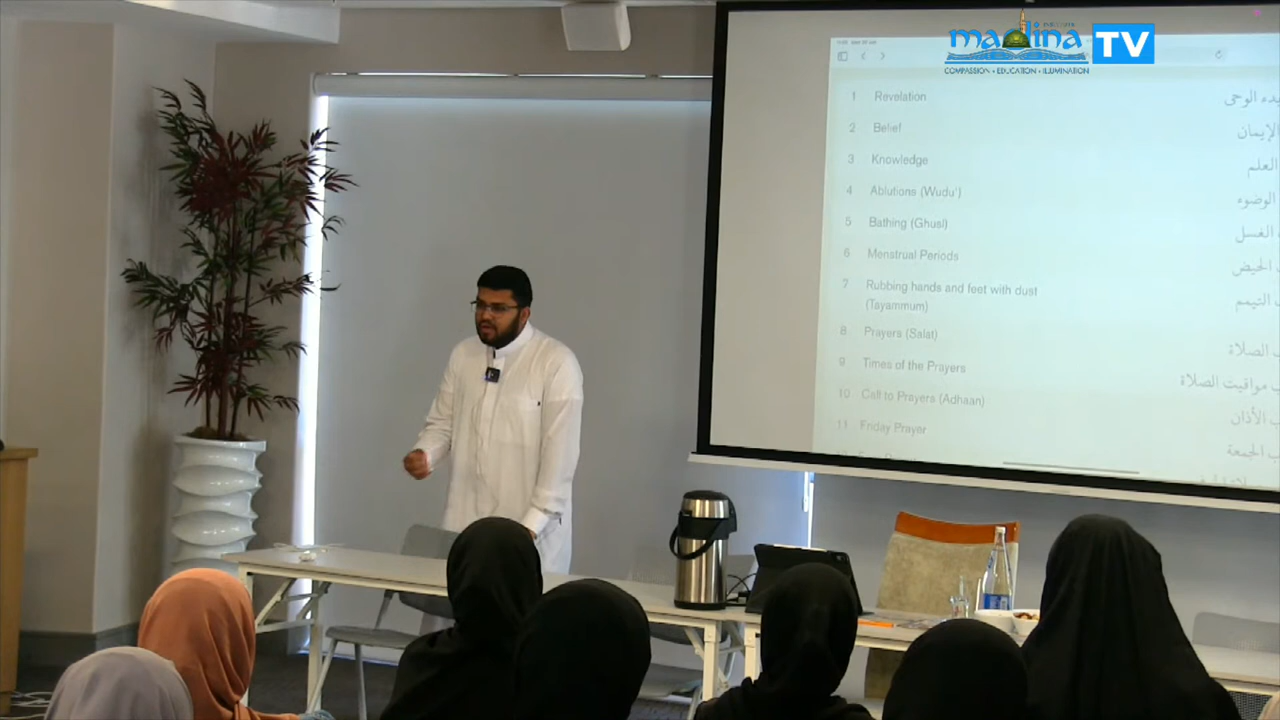 madina
TV
COMPASSION • EDUCATION • ILLUMINATION
1 Revelation بدء الوحى
2 Belief الإيمان
3 Knowledge العلم
4 Ablutions (Wudu') الوضوء
5 Bathing (Ghusl) الغسل
6 Menstrual Periods الحيض
7 Rubbing hands and feet with dust
(Tayammum) التيمم
8 Prayers (Salat) الصلاة
9 Times of the Prayers مواقيت الصلاة
10 Call to Prayers (Adhaan) الأذان
11 Friday Prayer الجمعة